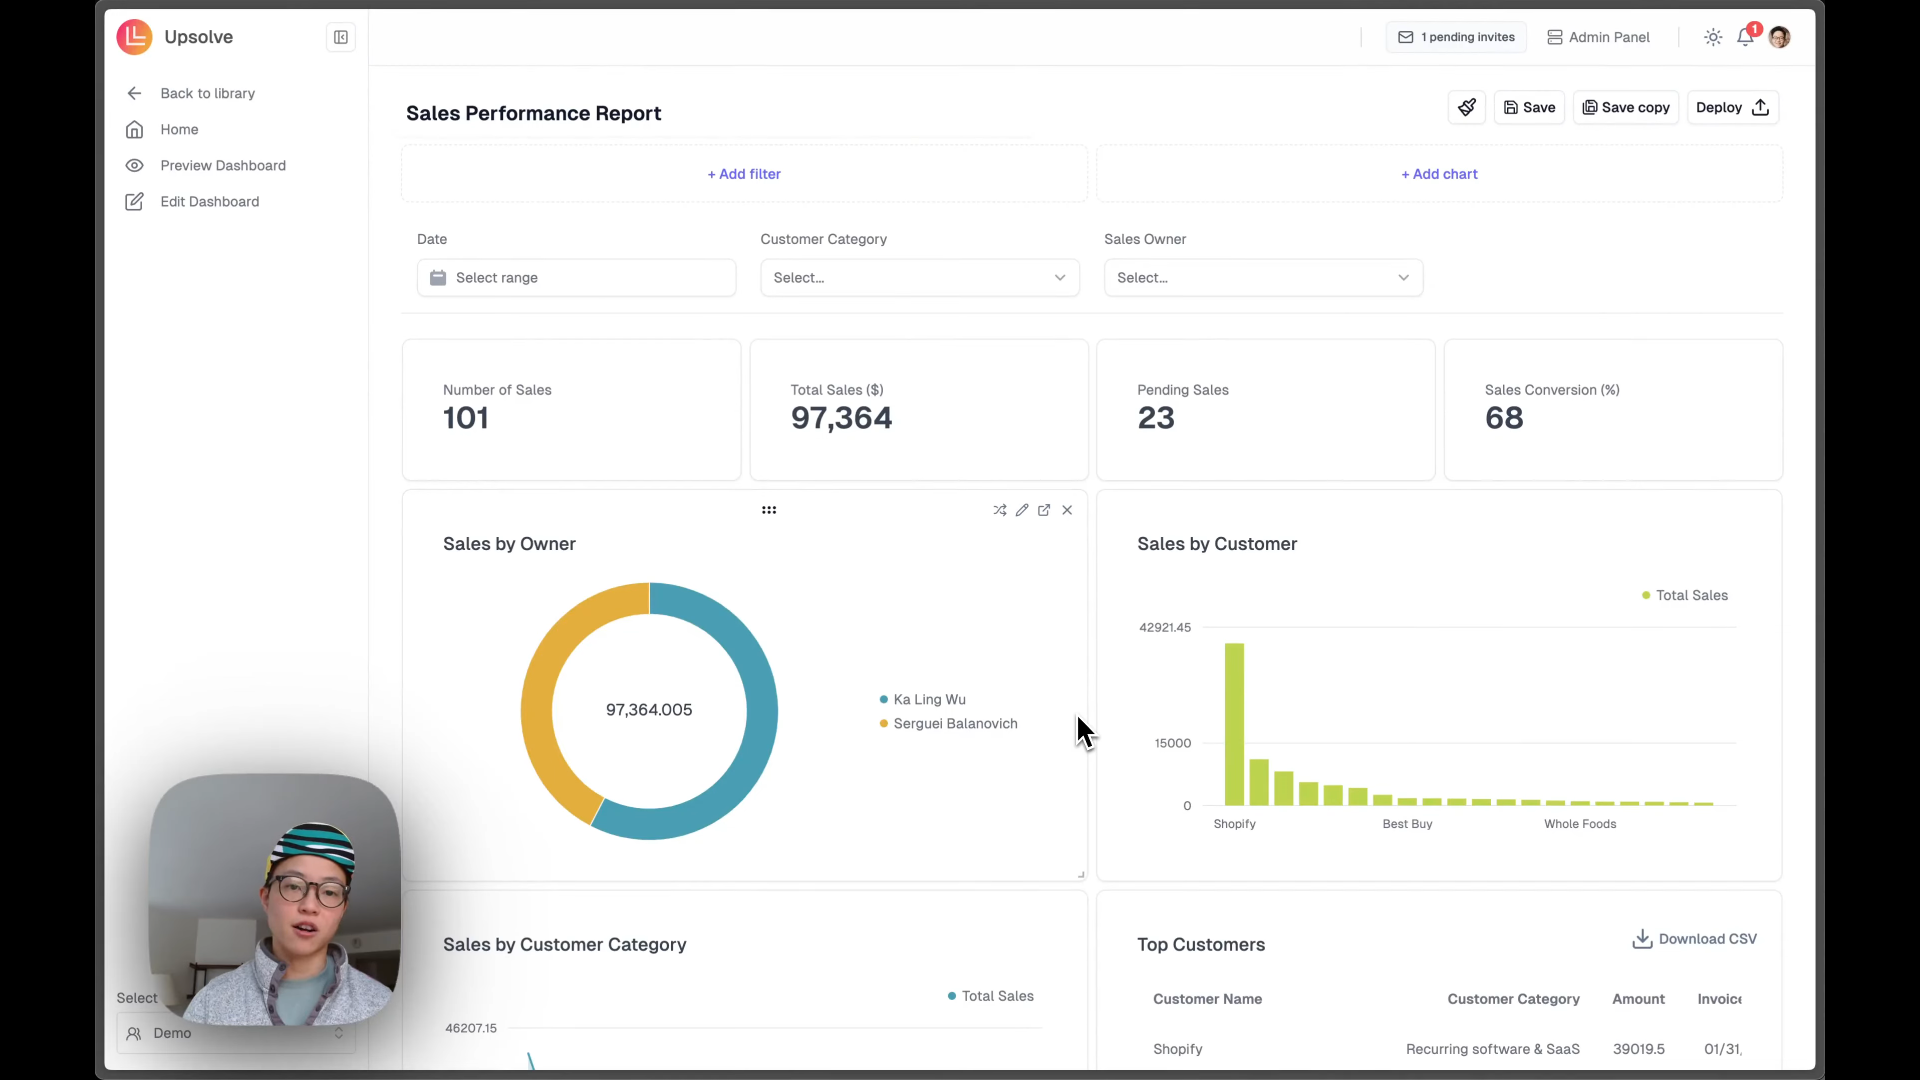 Upsolve
1 pending invites
Admin Panel
1
Back to library
Home
Preview Dashboard
Edit Dashboard
Sales Performance Report
Save
Save copy
Deploy
+ Add filter
+ Add chart
Date
Customer Category
Sales Owner
Select range
Select...
Select...
Number of Sales
101
Total Sales ($)
97,364
Pending Sales
23
Sales Conversion (%)
68
Sales by Owner
97,364.005
Ka Ling Wu
Serguei Balanovich
Sales by Customer
Total Sales
42921.45
15000
0
Shopify
Best Buy
Whole Foods
Sales by Customer Category
Total Sales
46207.15
Top Customers
Download CSV
Customer Name
Customer Category
Amount
Invoice
Shopify
Recurring software & SaaS
39019.5
01/31,
Select
Demo